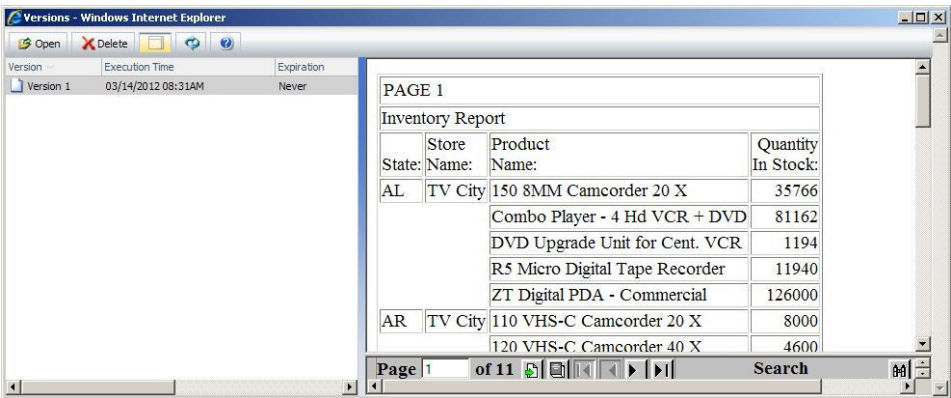 Versions - Windows Internet Explorer
Open Delete
Version Execution Time Expiration
Version 1 03/14/2012 08:31AM Never
PAGE 1
Inventory Report
State: Store Name: Product Name: Quantity In Stock:
AL TV City 150 8MM Camcorder 20 X 35766
Combo Player - 4 Hd VCR + DVD 81162
DVD Upgrade Unit for Cent. VCR 1194
R5 Micro Digital Tape Recorder 11940
ZT Digital PDA - Commercial 126000
AR TV City 110 VHS-C Camcorder 20 X 8000
120 VHS-C Camcorder 40 X 4600
Page 1 of 11 Search